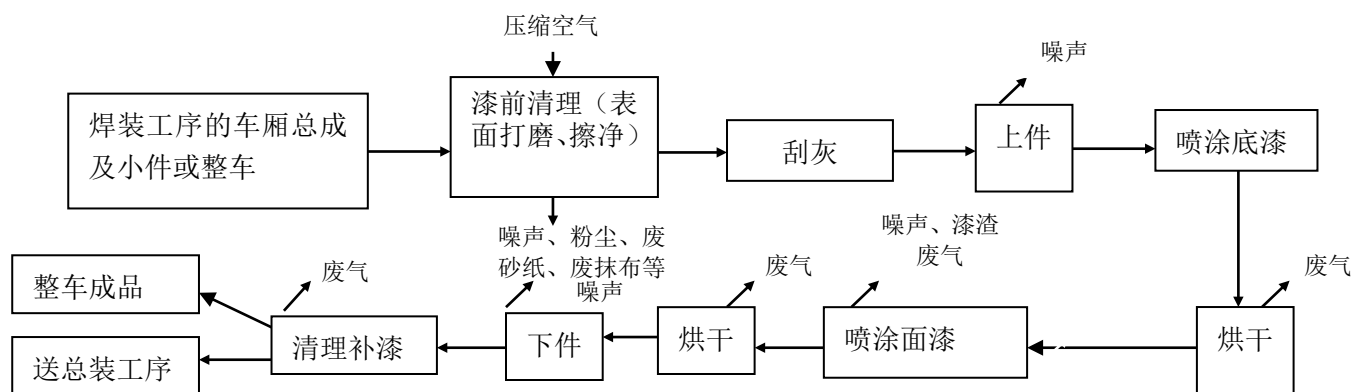 压缩空气
噪声
焊装工序的车厢总成
及小件或整车
漆前清理（表
面打磨、擦净）
刮灰
上件
喷涂底漆
噪声、粉尘、废
砂纸、废抹布等
噪声
噪声、漆渣
废气
废气
废气
废气
整车成品
送总装工序
清理补漆
下件
烘干
喷涂面漆
烘干